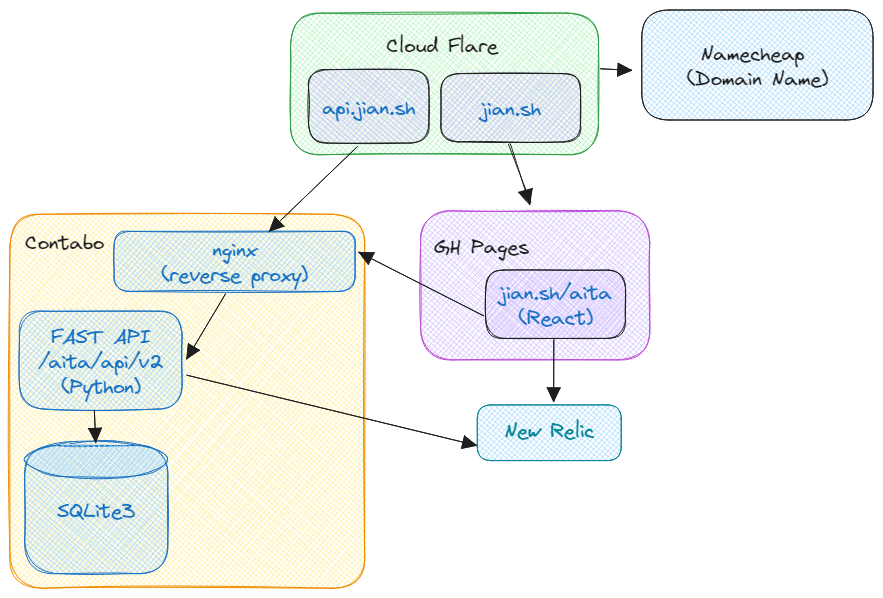 Cloud Flare
api.jian.sh
jian.sh
Namecheap
(Domain Name)
Contabo
nginx
(reverse proxy)
FAST API
/aita/api/v2
(Python)
SQLite3
GH Pages
jian.sh/aita
(React)
New Relic